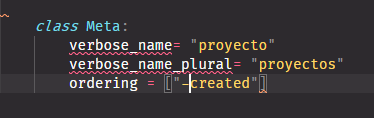 class Meta:
verbose_name= "proyecto"
verbose_name_plural= "proyectos"
ordering = ["-created"]